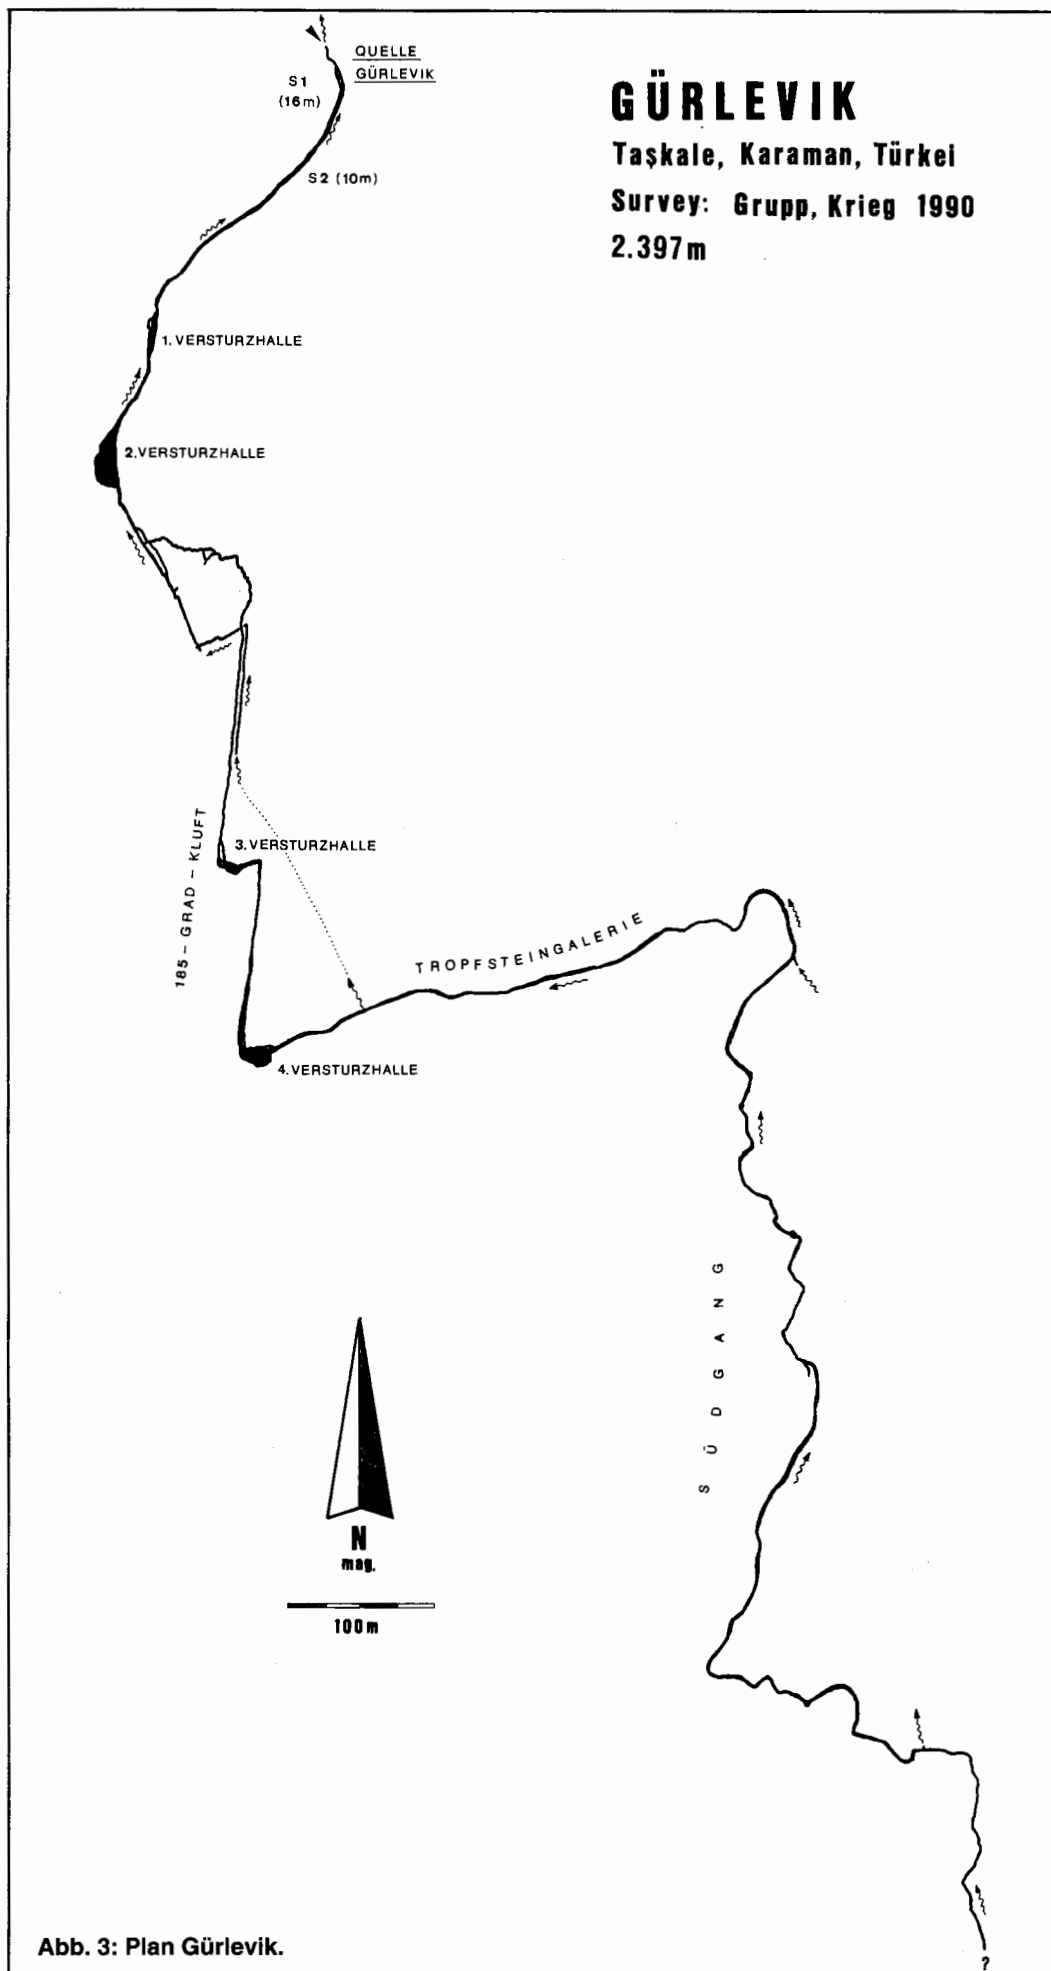 QUELLE
GÜRLEVIK
S1
(16m)
S2 (10m)
GÜRLEVIK
Taşkale, Karaman, Türkei
Survey: Grupp, Krieg 1990
2.397m
1. VERSTURZHALLE
2. VERSTURZHALLE
185 - GRAD - KLUFT
3. VERSTURZHALLE
TROPFSTEINGALERIE
4. VERSTURZHALLE
SÜDGANG
N
mag.
100m
Abb. 3: Plan Gürlevik.
?